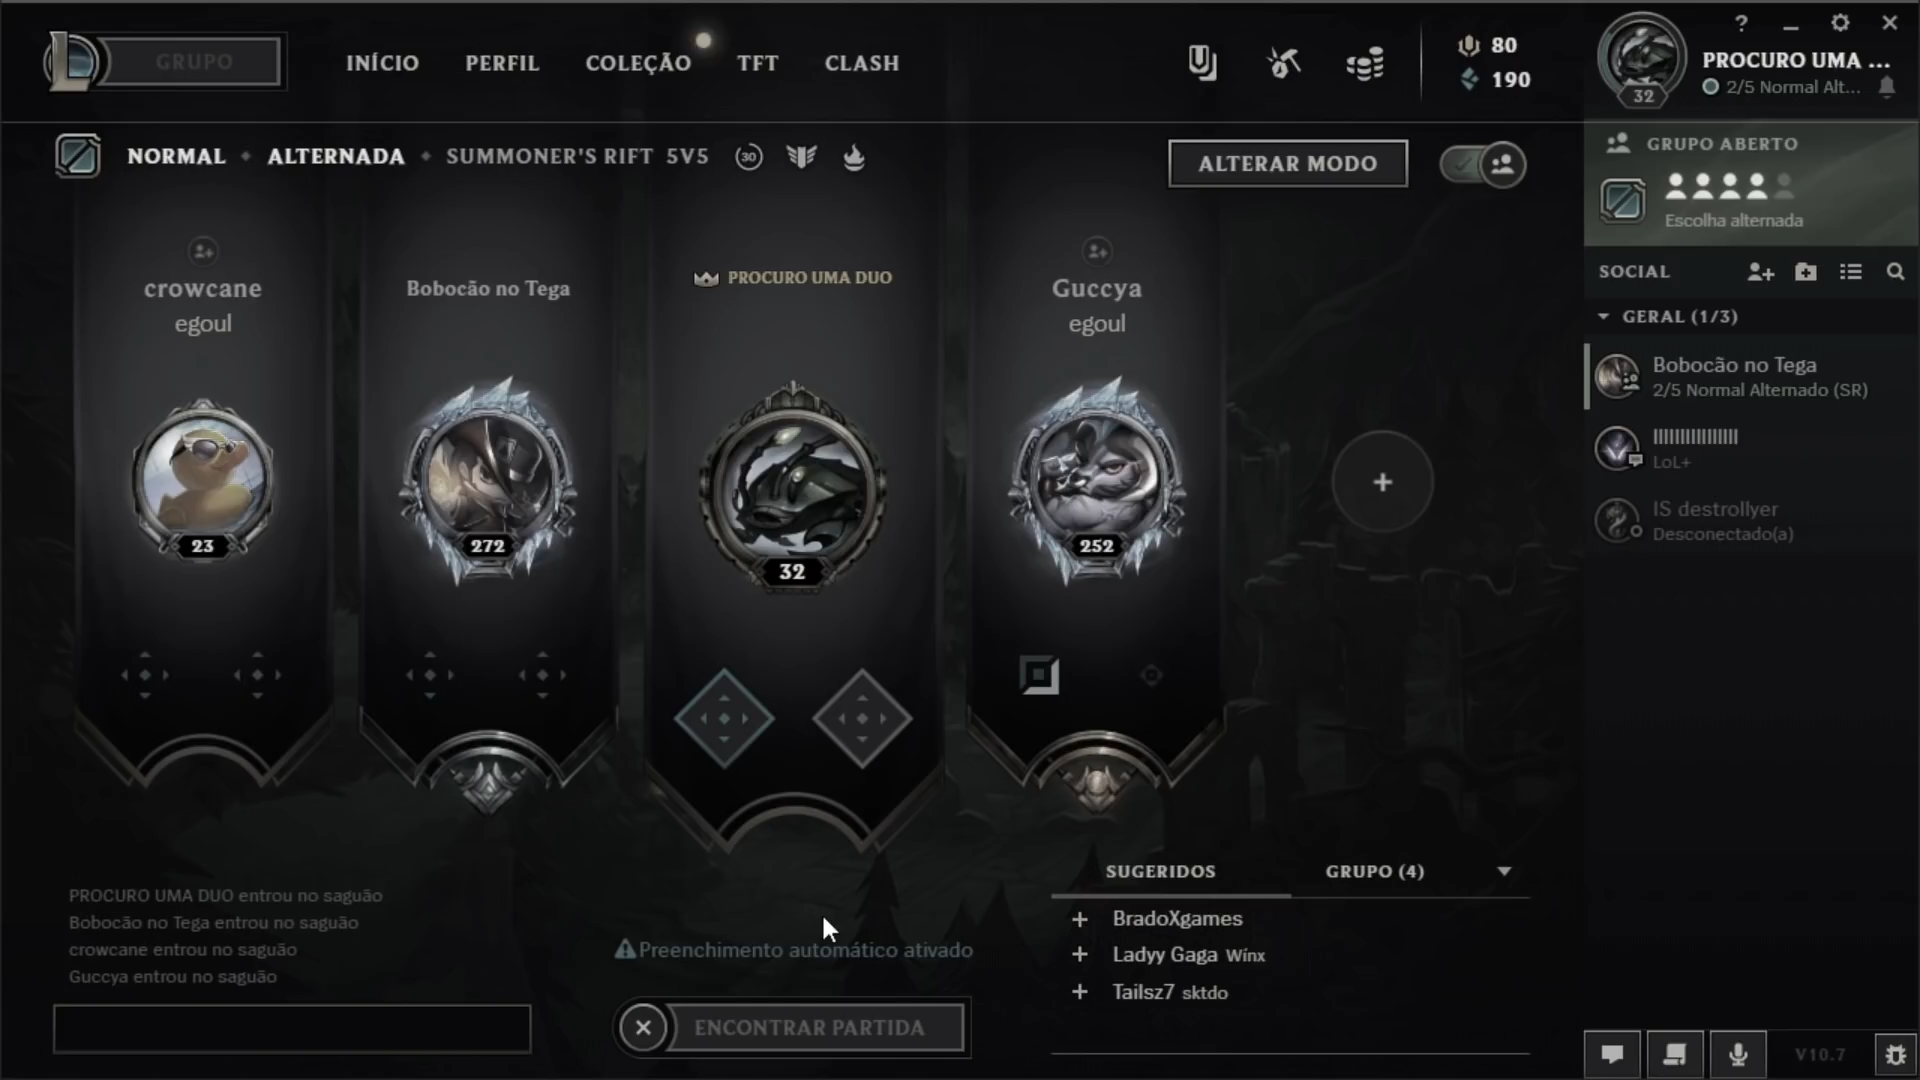 GRUPO
INÍCIO
PERFIL
COLEÇÃO
TFT
CLASH
80
190
?
32
PROCURO UMA ...
2/5 Normal Alt...
NORMAL
ALTERNADA
SUMMONER'S RIFT 5V5
30
ALTERAR MODO
GRUPO ABERTO
Escolha alternada
crowcane
egoul
Bobocão no Tega
PROCURO UMA DUO
Guccya
egoul
SOCIAL
GERAL (1/3)
Bobocão no Tega
2/5 Normal Alternado (SR)
LoL+
IS destrollyer
Desconectado(a)
23
272
32
252
+
PROCURO UMA DUO entrou no saguão
Bobocão no Tega entrou no saguão
crowcane entrou no saguão
Guccya entrou no saguão
Preenchimento automático ativado
ENCONTRAR PARTIDA
SUGERIDOS
GRUPO (4)
+ BradoXgames
+ Ladyy Gaga Winx
+ Tailsz7 sktdo
V10.7